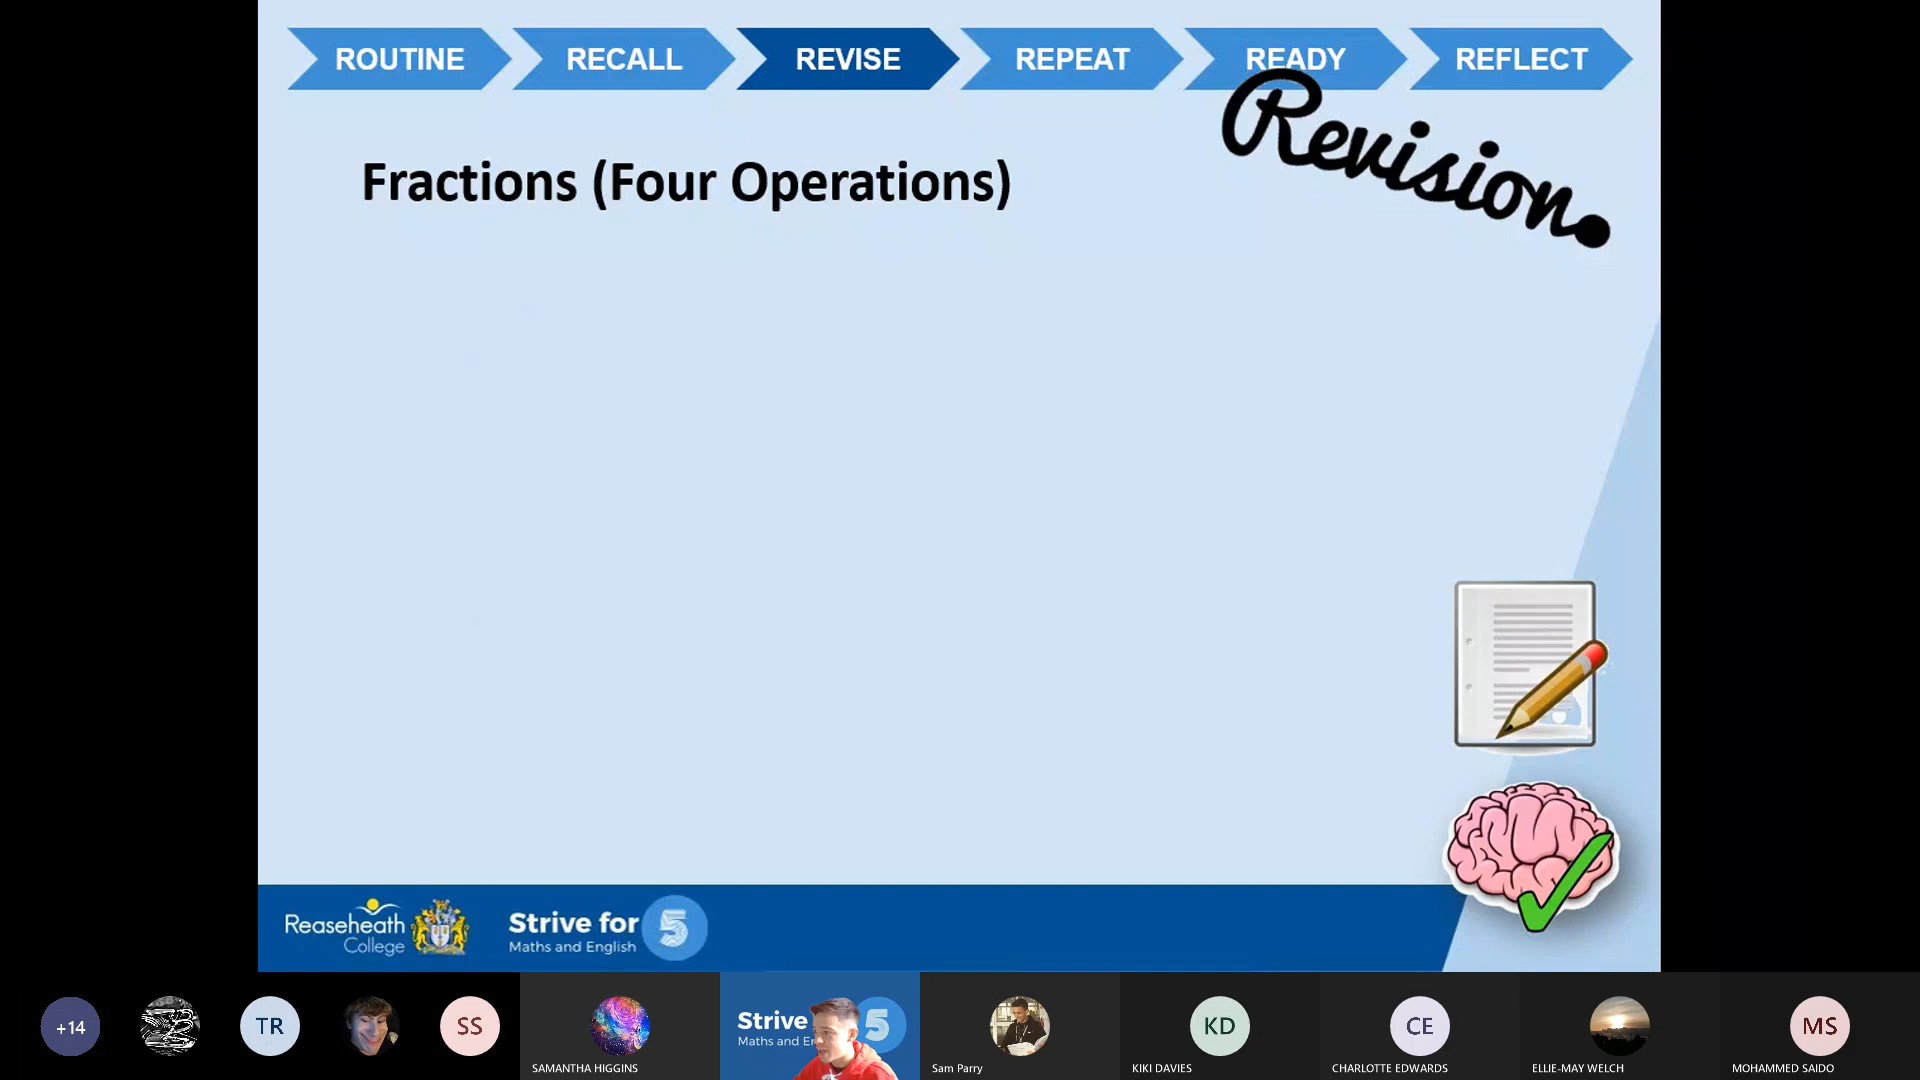 ROUTINE RECALL REVISE REPEAT READY REFLECT
Revision.
Fractions (Four Operations)
Reaseheath
College
Strive for 5
Maths and English
+14
TR
SS
SAMANTHA HIGGINS
Strive 5
Maths and En
Sam Parry
KD
KIKI DAVIES
CE
CHARLOTTE EDWARDS
ELLIE-MAY WELCH
MS
MOHAMMED SAIDO